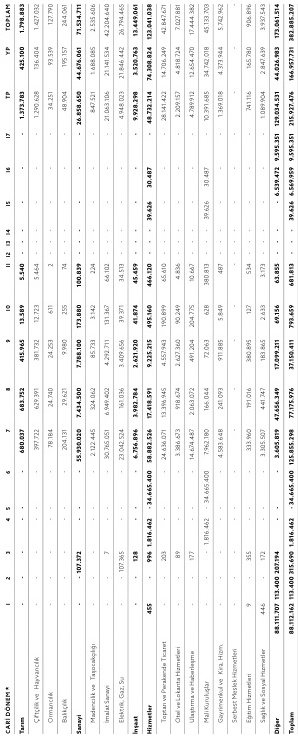 CARİ DÖNEM * 1 2 3 4 5 6 7 8 9 10 11 12 13 14 15 16 17 TP YP TOPLAM
Tarım - - - - - - 680.037 683.752 415.965 13.589 5.540 - - - - - - 1.373.783 425.100 1.798.883
Çiftçilik ve Hayvancılık - - - - - - 397.722 629.391 381.732 12.723 5.464 - - - - - - 1.290.628 136.404 1.427.032
Ormancılık - - - - - - 78.184 24.740 24.253 611 2 - - - - - - 34.251 93.539 127.790
Balıkçılık - - - - - - 204.131 29.621 9.980 255 74 - - - - - - 48.904 195.157 244.061
Sanayi - - 107.372 - - - 55.930.020 7.434.500 7.788.100 173.880 100.839 - - - - - - 26.858.650 44.676.061 71.534.711
Madencilik ve Taşocakçılığı - - - - - - 2.122.445 324.062 85.733 3.142 224 - - - - - - 847.521 1.688.085 2.535.606
İmalat Sanayi - - 7 - - - 30.765.051 6.949.402 4.292.711 131.367 66.102 - - - - - - 21.063.106 21.141.534 42.204.640
Elektrik, Gaz, Su - - 107.365 - - - 23.042.524 161.036 3.409.656 39.371 34.513 - - - - - - 4.948.023 21.846.442 26.794.465
İnşaat - - 128 - - - 6.756.896 3.982.784 2.621.920 41.874 45.459 - - - - - - 9.928.298 3.520.763 13.449.061
Hizmetler 455 - 996 1.816.462 - 34.665.400 58.882.526 17.418.591 9.225.215 495.160 466.120 - - - 39.626 30.487 - 48.732.214 74.308.824 123.041.038
Toptan ve Perakende Ticaret - - 203 - - - 24.636.071 13.396.945 4.557.943 190.899 65.610 - - - - - - 28.141.422 14.706.249 42.847.671
Otel ve Lokanta Hizmetleri - - 89 - - - 3.386.673 918.674 2.627.360 90.249 4.836 - - - - - - 2.209.157 4.818.724 7.027.881
Ulaştırma ve Haberleşme - - 177 - - - 14.674.487 2.063.072 491.204 204.775 10.667 - - - - - - 4.789.912 12.654.470 17.444.382
Mali Kuruluşlar - - - 1.816.462 - 34.665.400 7.962.180 166.044 72.063 628 380.813 - - - 39.626 30.487 - 10.391.685 34.742.018 45.133.703
Gayrimenkul ve Kira. Hizm. - - - - - - 4.583.648 241.093 911.885 5.849 487 - - - - - - 1.369.018 4.373.944 5.742.962
Serbest Meslek Hizmetleri - - - - - - - - - - - - - - - - - - - -
Eğitim Hizmetleri 9 - 355 - - - 333.960 191.016 380.895 127 534 - - - - - - 741.116 165.780 906.896
Sağlık ve Sosyal Hizmetler 446 - 172 - - - 3.305.507 441.747 183.865 2.633 3.173 - - - - - - 1.089.904 2.847.639 3.937.543
Diğer 88.111.707 113.400 207.194 - - - 3.605.819 47.656.349 17.099.211 69.156 63.855 - - - - 6.539.472 9.595.351 129.034.531 44.026.983 173.061.514
Toplam 88.112.162 113.400 315.690 1.816.462 - 34.665.400 125.855.298 77.175.976 37.150.411 793.659 681.813 - - - 39.626 6.569.959 9.595.351 215.927.476 166.957.731 382.885.207